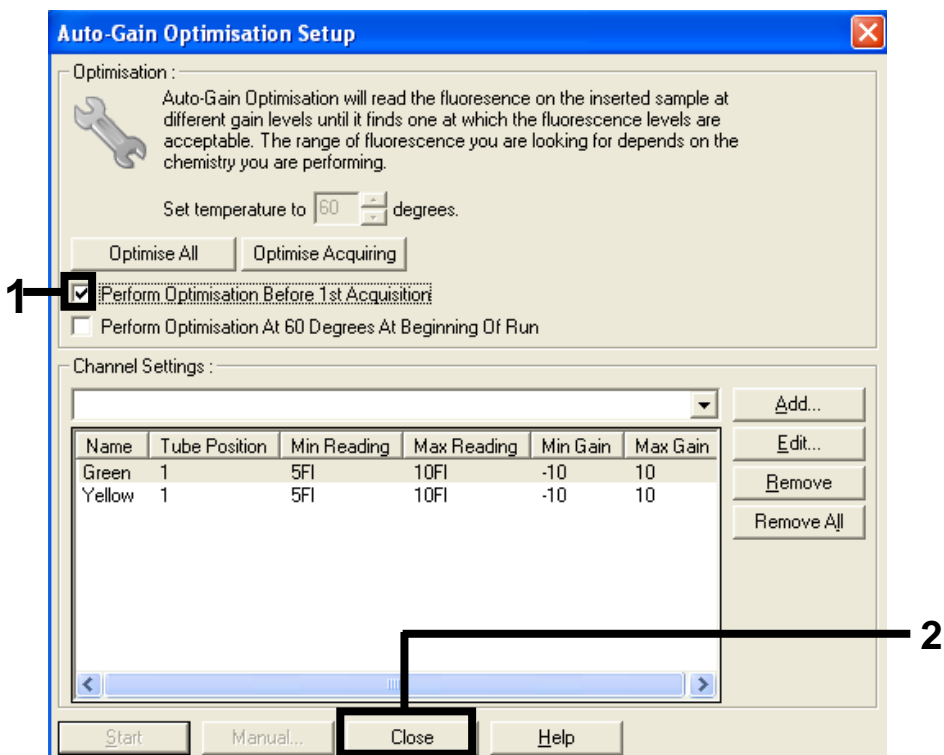 Auto-Gain Optimisation Setup
Optimisation :
Auto-Gain Optimisation will read the fluoresence on the inserted sample at
different gain levels until it finds one at which the fluorescence levels are
acceptable. The range of fluorescence you are looking for depends on the
chemistry you are performing.
Set temperature to 60 degrees.
Optimise All Optimise Acquiring
1 Perform Optimisation Before 1st Acquisition
Perform Optimisation At 60 Degrees At Beginning Of Run
Channel Settings :
Add...
Name Tube Position Min Reading Max Reading Min Gain Max Gain Edit...
Green 1 5Fl 10Fl -10 10
Yellow 1 5Fl 10Fl -10 10
Remove
Remove All
2
Start Manual... Close Help